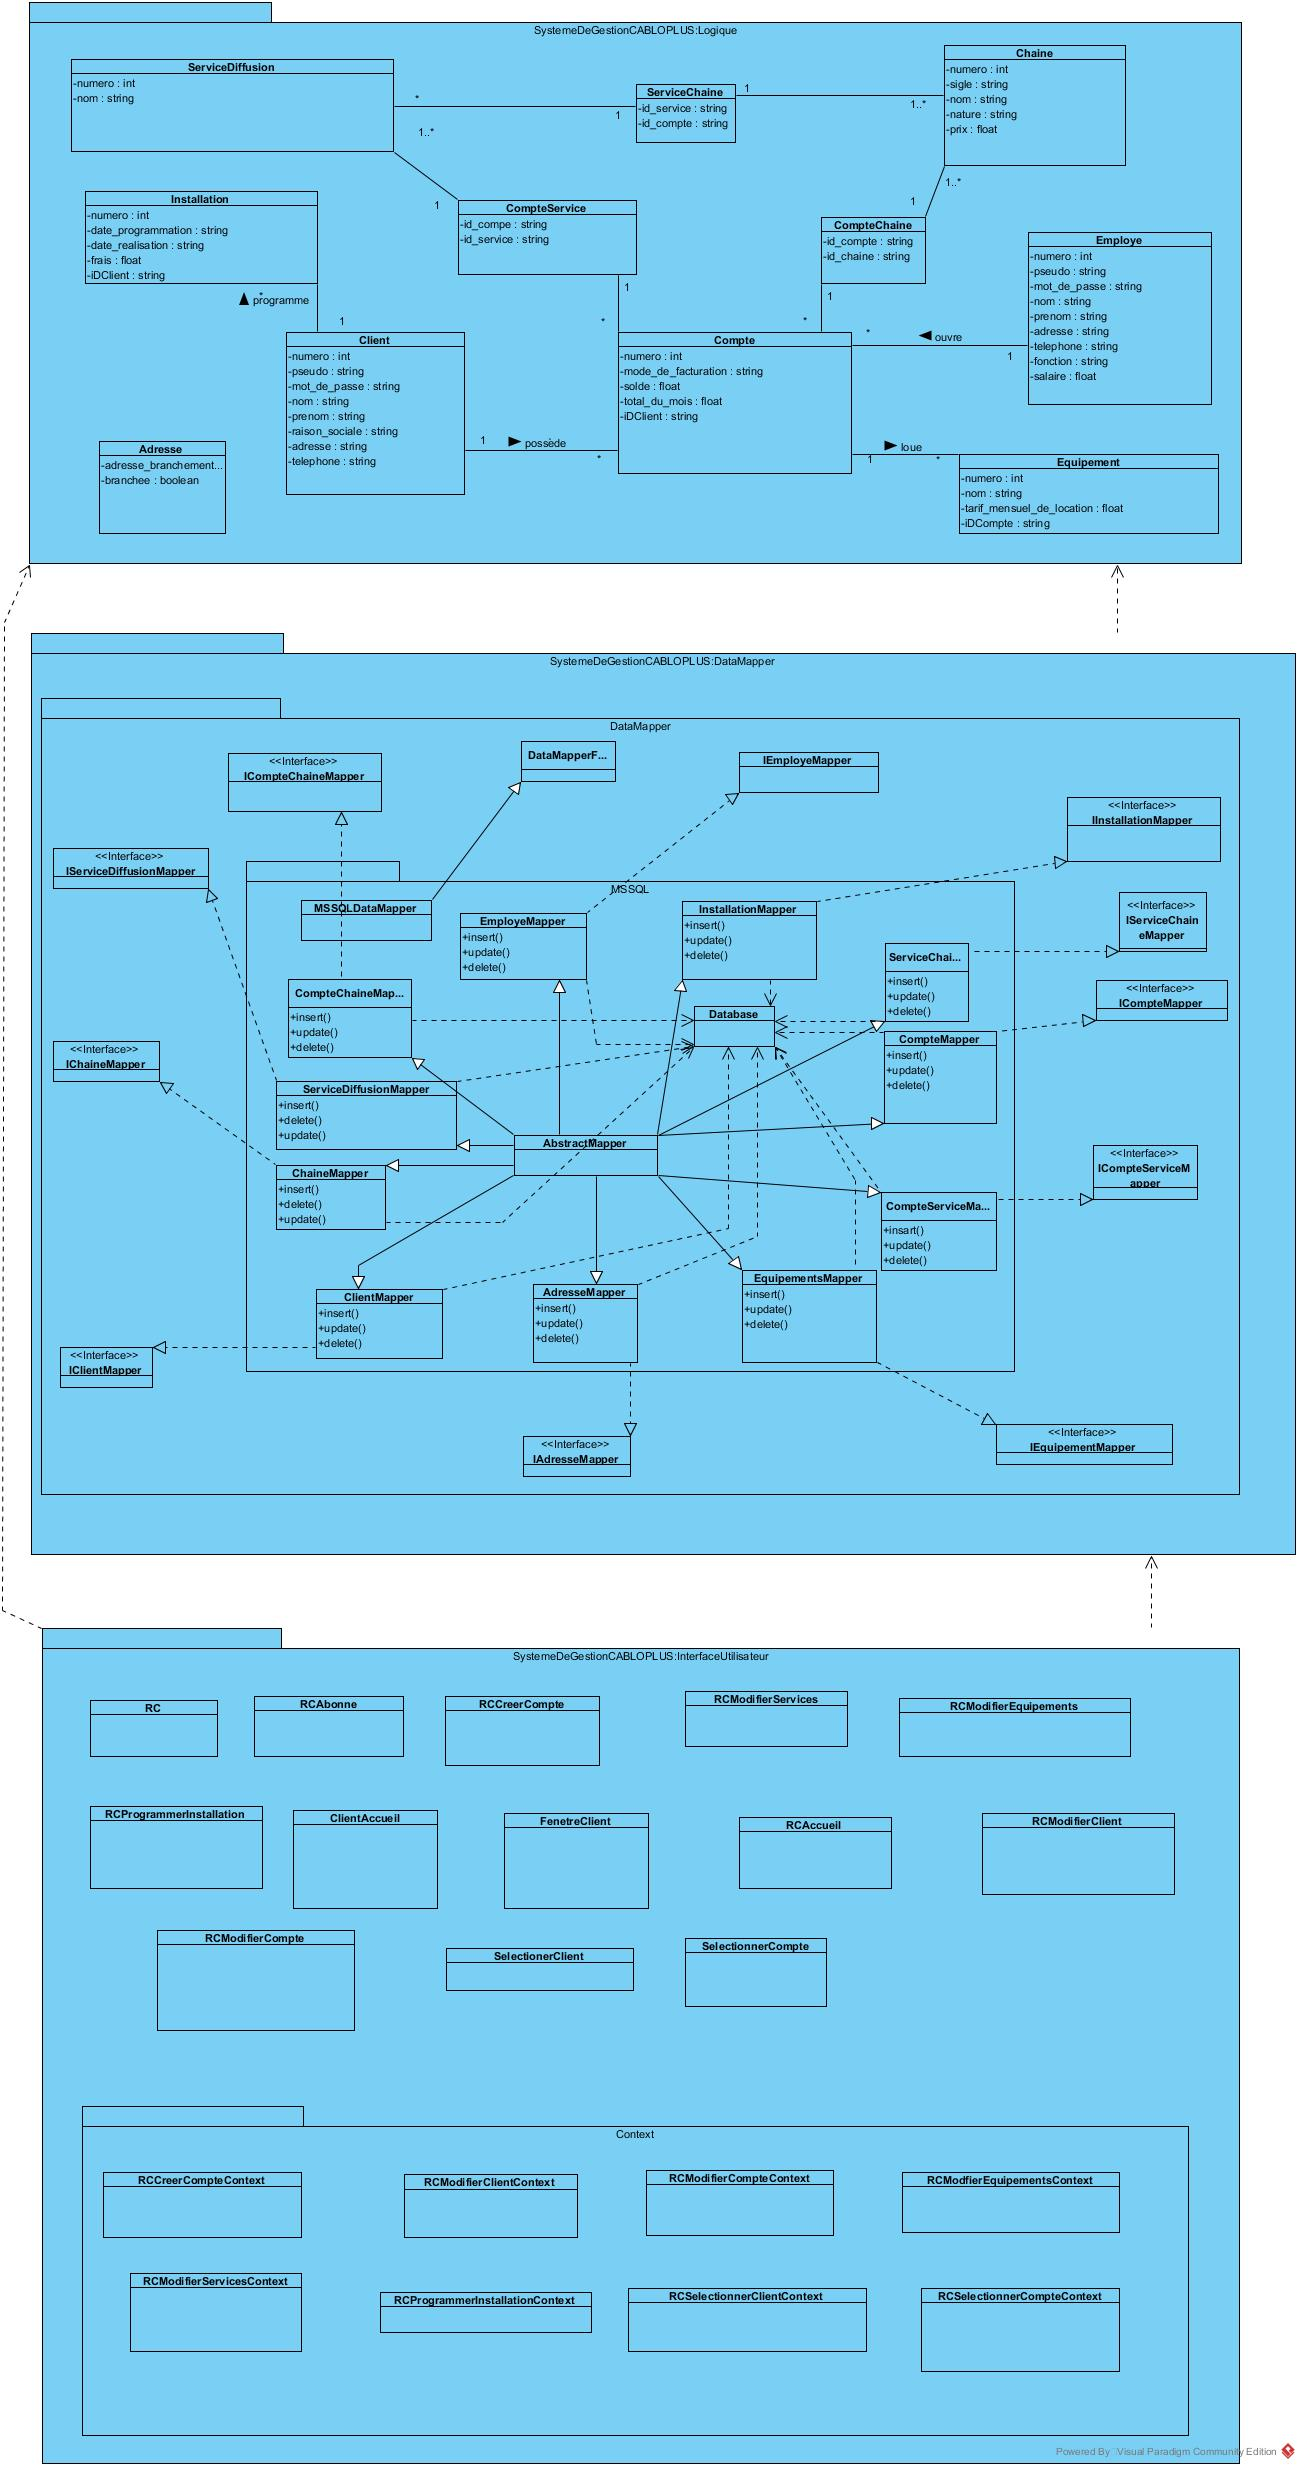 SystemeDeGestionCABLOPLUS:Logique
ServiceDiffusion
-numero : int
-nom : string
*
1
1..*
1
ServiceChaine
-id_service : string
-id_compte : string
1
1..*
Chaine
-numero : int
-sigle : string
-nom : string
-nature : string
-prix : float
1..*
1
Installation
-numero : int
-date_programmation : string
-date_realisation : string
-frais : float
-iDClient : string
*
programme
1
CompteService
-id_compe : string
-id_service : string
1
*
CompteChaine
-id_compte : string
-id_chaine : string
1
*
Employe
-numero : int
-pseudo : string
-mot_de_passe : string
-nom : string
-prenom : string
-adresse : string
-telephone : string
-fonction : string
-salaire : float
*
ouvre
1
Client
-numero : int
-pseudo : string
-mot_de_passe : string
-nom : string
-prenom : string
-raison_sociale : string
-adresse : string
-telephone : string
1
possède
*
Compte
-numero : int
-mode_de_facturation : string
-solde : float
-total_du_mois : float
-iDClient : string
loue
1
*
Adresse
-adresse_branchement...
-branchee : boolean
Equipement
-numero : int
-nom : string
-tarif_mensuel_de_location : float
-iDCompte : string
SystemeDeGestionCABLOPLUS:DataMapper
DataMapper
<<Interface>>
ICompteChaineMapper
DataMapperF...
IEmployeMapper
<<Interface>>
IInstallationMapper
<<Interface>>
IServiceDiffusionMapper
MSSQL
MSSQLDataMapper
EmployeMapper
+insert()
+update()
+delete()
InstallationMapper
+insert()
+update()
+delete()
<<Interface>>
IServiceChain
eMapper
ServiceChai...
+insert()
+update()
+delete()
CompteChaineMap...
+insert()
+update()
+delete()
Database
<<Interface>>
ICompteMapper
CompteMapper
+insert()
+update()
+delete()
<<Interface>>
IChaineMapper
ServiceDiffusionMapper
+insert()
+delete()
+update()
AbstractMapper
ChaineMapper
+insert()
+delete()
+update()
<<Interface>>
ICompteServiceM
apper
CompteServiceMa...
+insart()
+update()
+delete()
ClientMapper
+insert()
+update()
+delete()
AdresseMapper
+insert()
+update()
+delete()
EquipementsMapper
+insert()
+update()
+delete()
<<Interface>>
IClientMapper
<<Interface>>
IAdresseMapper
<<Interface>>
IEquipementMapper
SystemeDeGestionCABLOPLUS:InterfaceUtilisateur
RC
RCAbonne
RCCreerCompte
RCModifierServices
RCModifierEquipements
RCProgrammerInstallation
ClientAccueil
FenetreClient
RCAccueil
RCModifierClient
RCModifierCompte
SelectionerClient
SelectionnerCompte
Context
RCCreerCompteContext
RCModifierClientContext
RCModifierCompteContext
RCModfierEquipementsContext
RCModifierServicesContext
RCProgrammerInstallationContext
RCSelectionnerClientContext
RCSelectionnerCompteContext
Powered By Visual Paradigm Community Edition